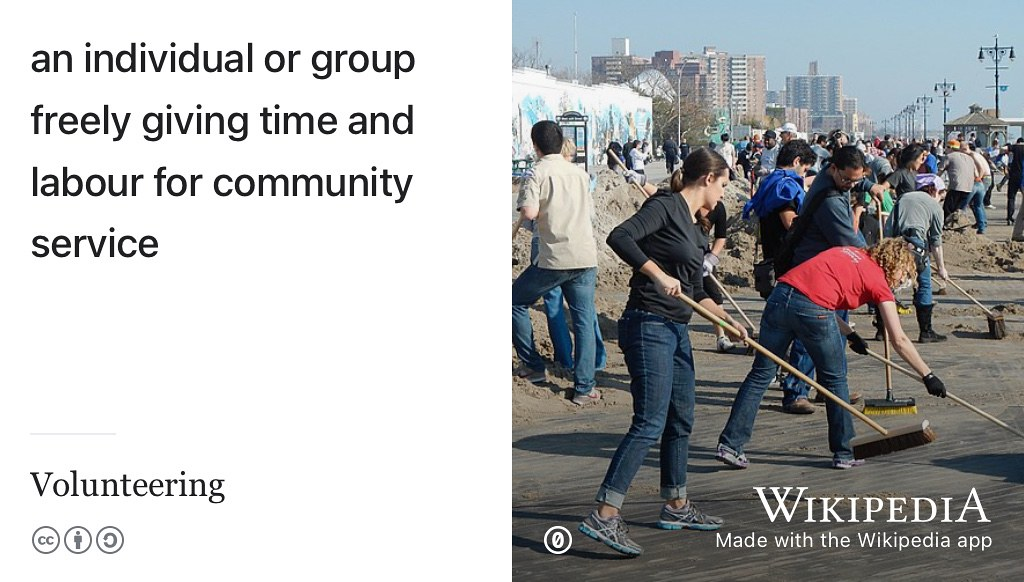 an individual or group
freely giving time and
labour for community
service
Volunteering
cc
WIKIPEDIA
Made with the Wikipedia app